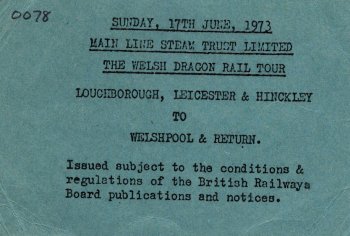 0078
SUNDAY, 17TH JUNE, 1973
MAIN LINE STEAM TRUST LIMITED
THE WELSH DRAGON RAIL TOUR
LOUGHBOROUGH, LEICESTER & HINCKLEY
TO
WELSHPOOL & RETURN.
Issued subject to the conditions &
regulations of the British Railways
Board publications and notices.